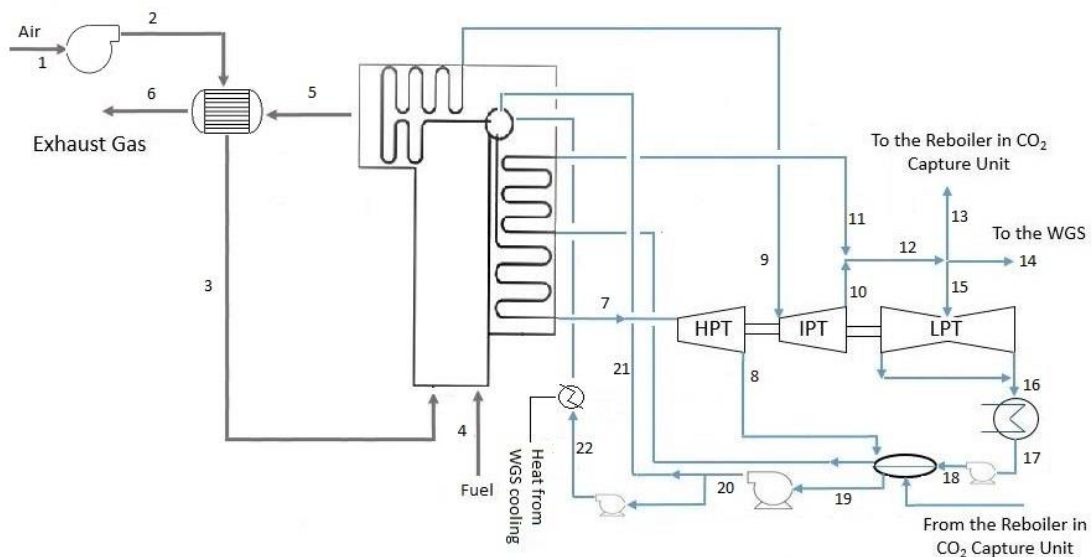 Air
1
2
6
5
Exhaust Gas
To the Reboiler in CO₂
Capture Unit
11
13
To the WGS
14
9
12
10
15
3
7
HPT
IPT
LPT
8
21
16
4
22
Heat from
WGS cooling
17
18
20
19
Fuel
From the Reboiler in
CO₂ Capture Unit